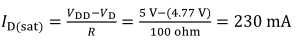 I_D(sat) = (V_DD−V_D)/R = (5 V−(4.77 V))/(100 ohm) = 230 mA